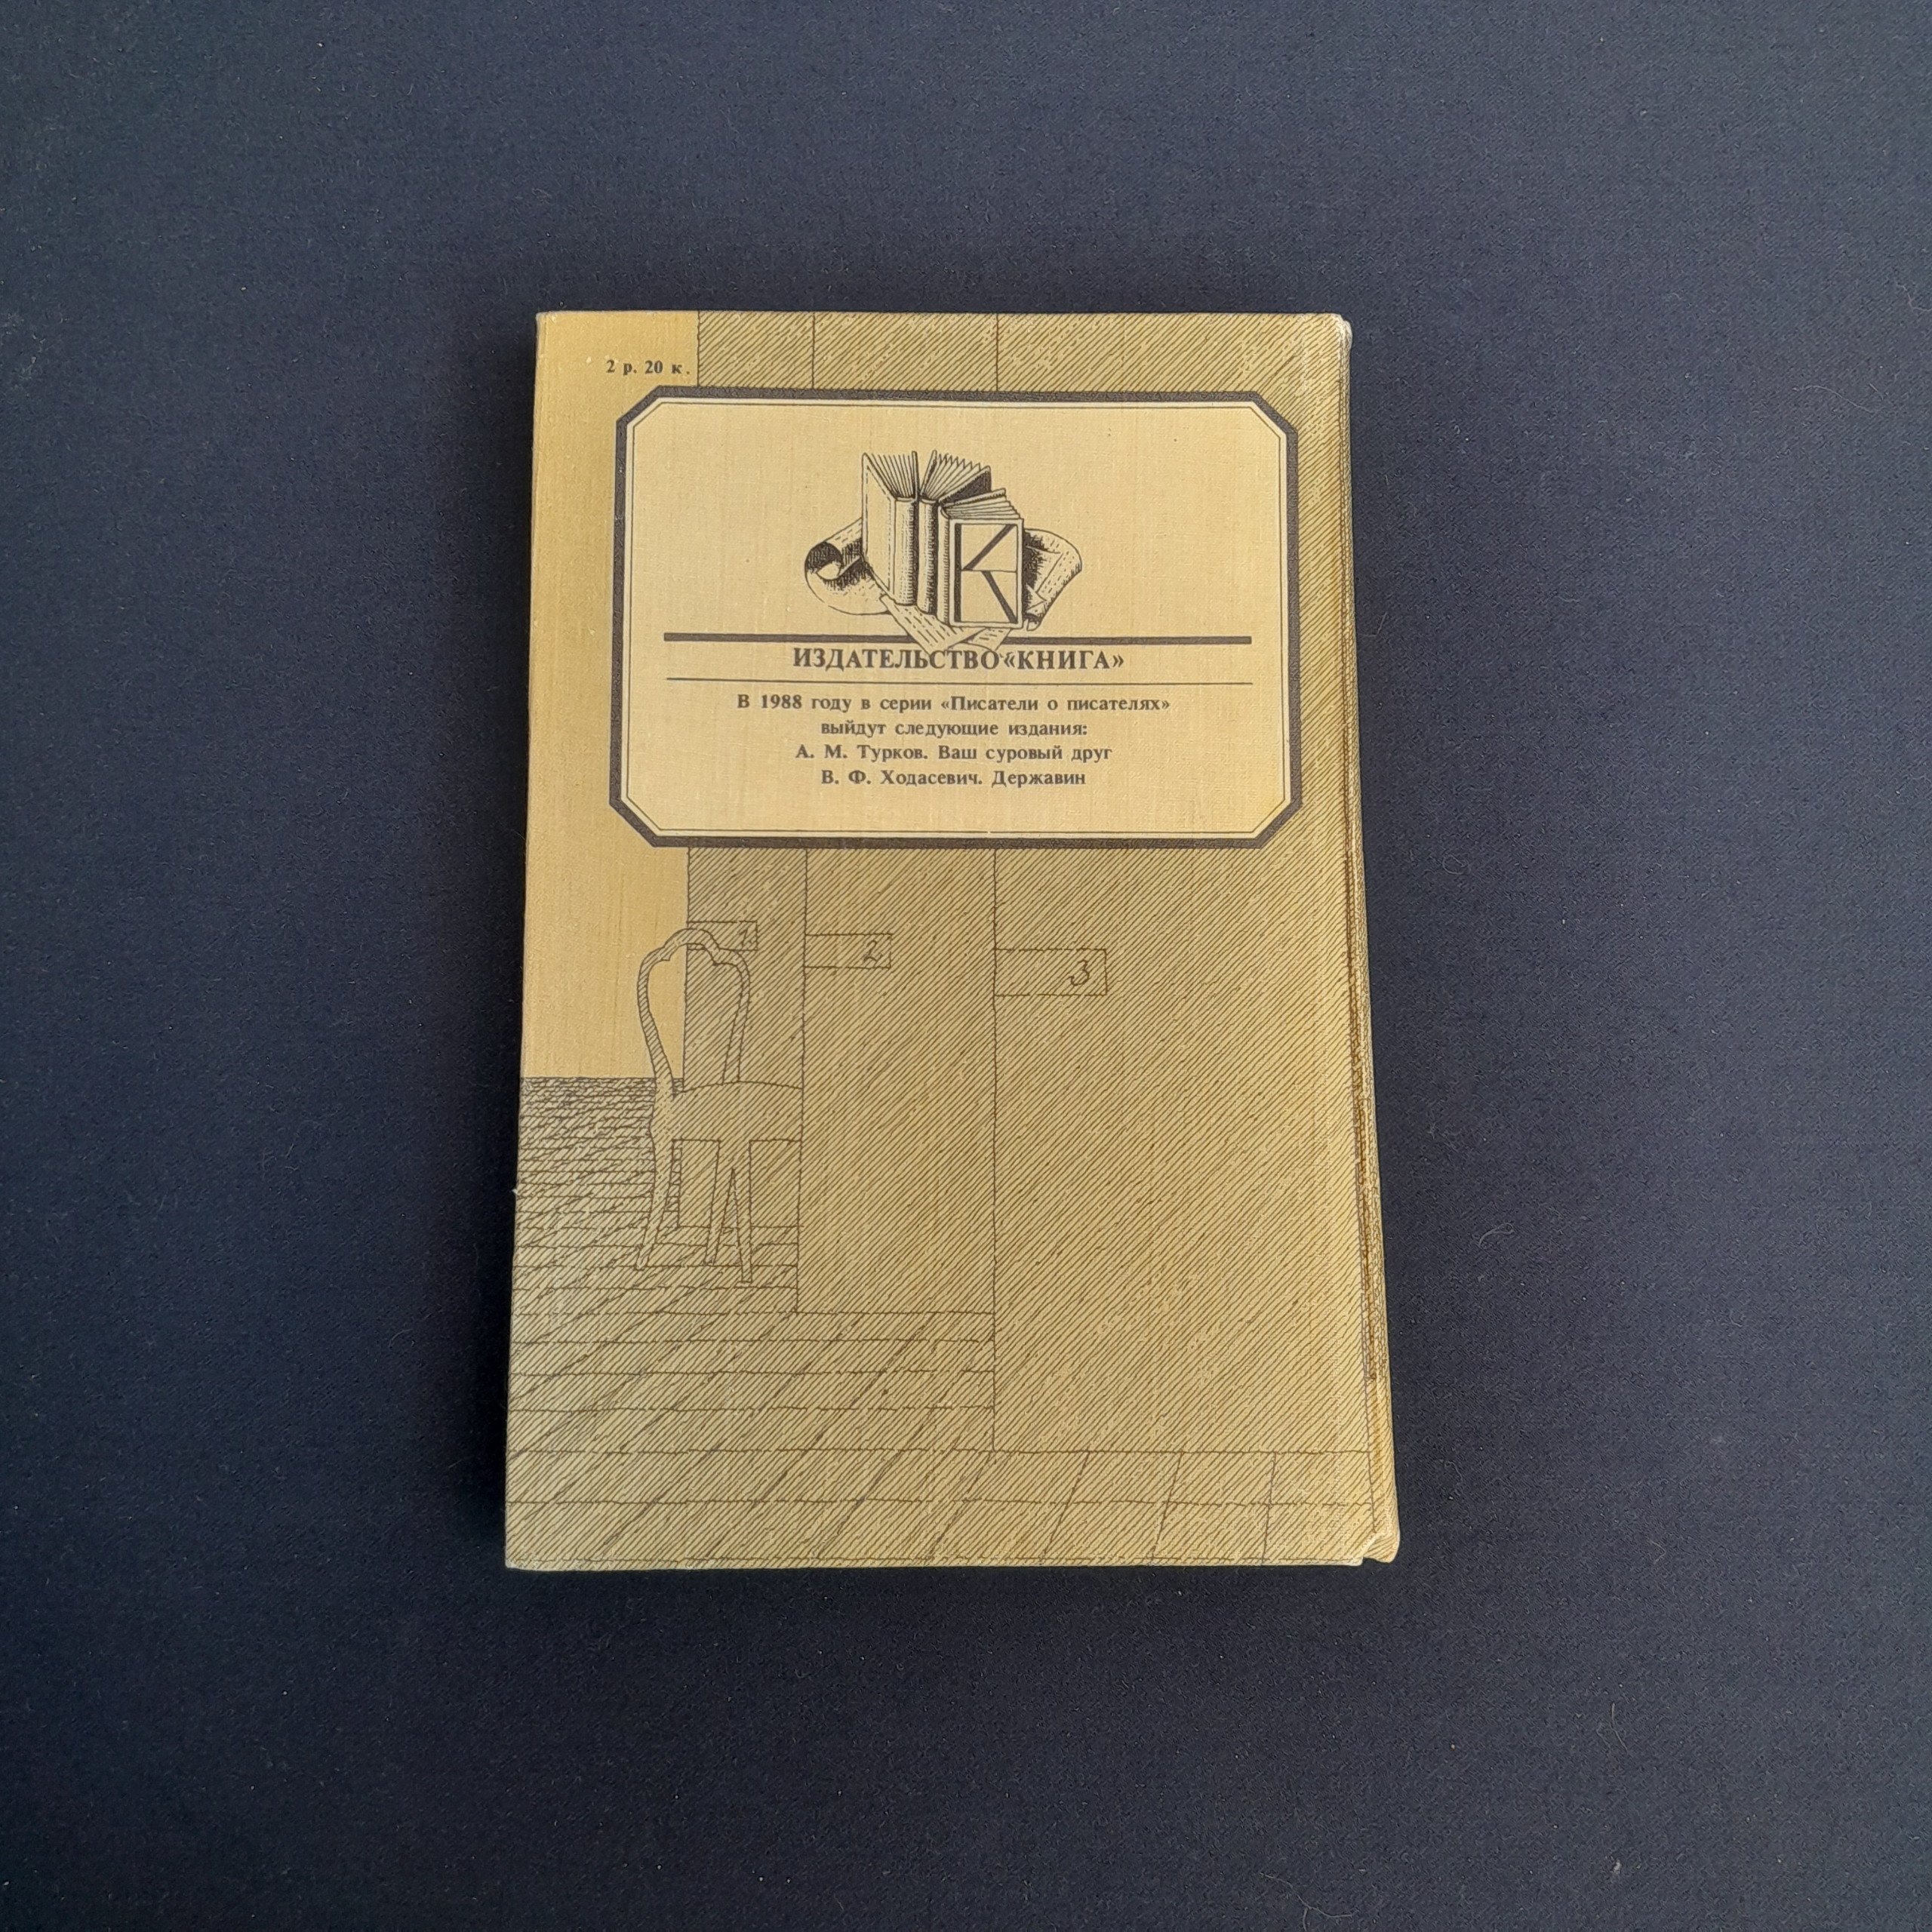 2 р. 20 к.
К
ИЗДАТЕЛЬСТВО «КНИГА»
В 1988 году в серии «Писатели о писателях»
выйдут следующие издания:
А. М. Турков. Ваш суровый друг
В. Ф. Ходасевич. Державин
1
2
3